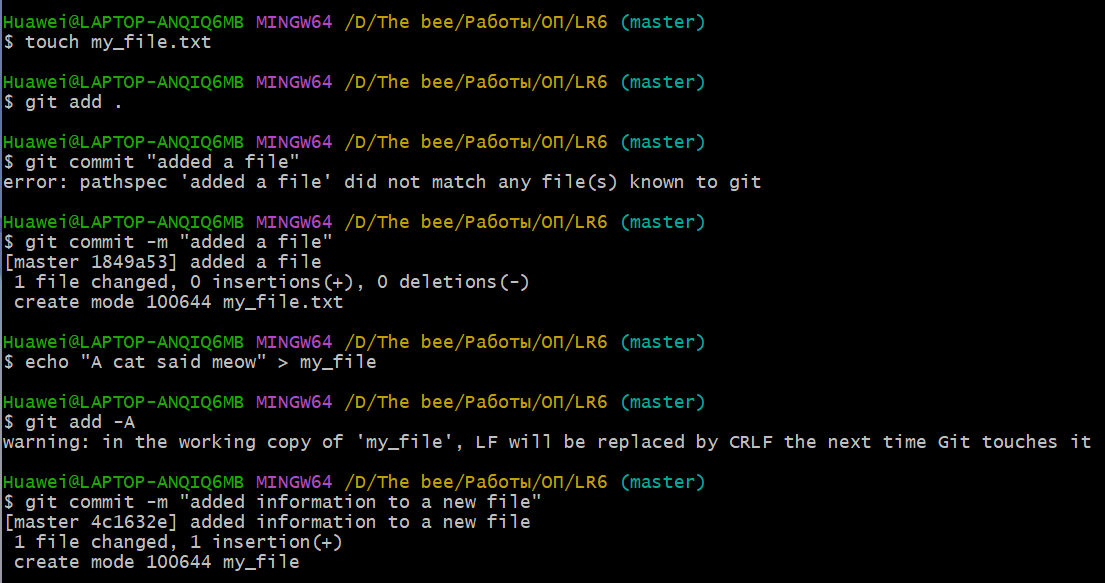 Huawei@LAPTOP-ANQIQ6MB MINGW64 /D/The bee/Работы/ОП/LR6 (master)
$ touch my_file.txt
Huawei@LAPTOP-ANQIQ6MB MINGW64 /D/The bee/Работы/ОП/LR6 (master)
$ git add .
Huawei@LAPTOP-ANQIQ6MB MINGW64 /D/The bee/Работы/ОП/LR6 (master)
$ git commit "added a file"
error: pathspec 'added a file' did not match any file(s) known to git
Huawei@LAPTOP-ANQIQ6MB MINGW64 /D/The bee/Работы/ОП/LR6 (master)
$ git commit -m "added a file"
[master 1849a53] added a file
 1 file changed, 0 insertions(+), 0 deletions(-)
 create mode 100644 my_file.txt
Huawei@LAPTOP-ANQIQ6MB MINGW64 /D/The bee/Работы/ОП/LR6 (master)
$ echo "A cat said meow" > my_file
Huawei@LAPTOP-ANQIQ6MB MINGW64 /D/The bee/Работы/ОП/LR6 (master)
$ git add -A
warning: in the working copy of 'my_file', LF will be replaced by CRLF the next time Git touches it
Huawei@LAPTOP-ANQIQ6MB MINGW64 /D/The bee/Работы/ОП/LR6 (master)
$ git commit -m "added information to a new file"
[master 4c1632e] added information to a new file
 1 file changed, 1 insertion(+)
 create mode 100644 my_file